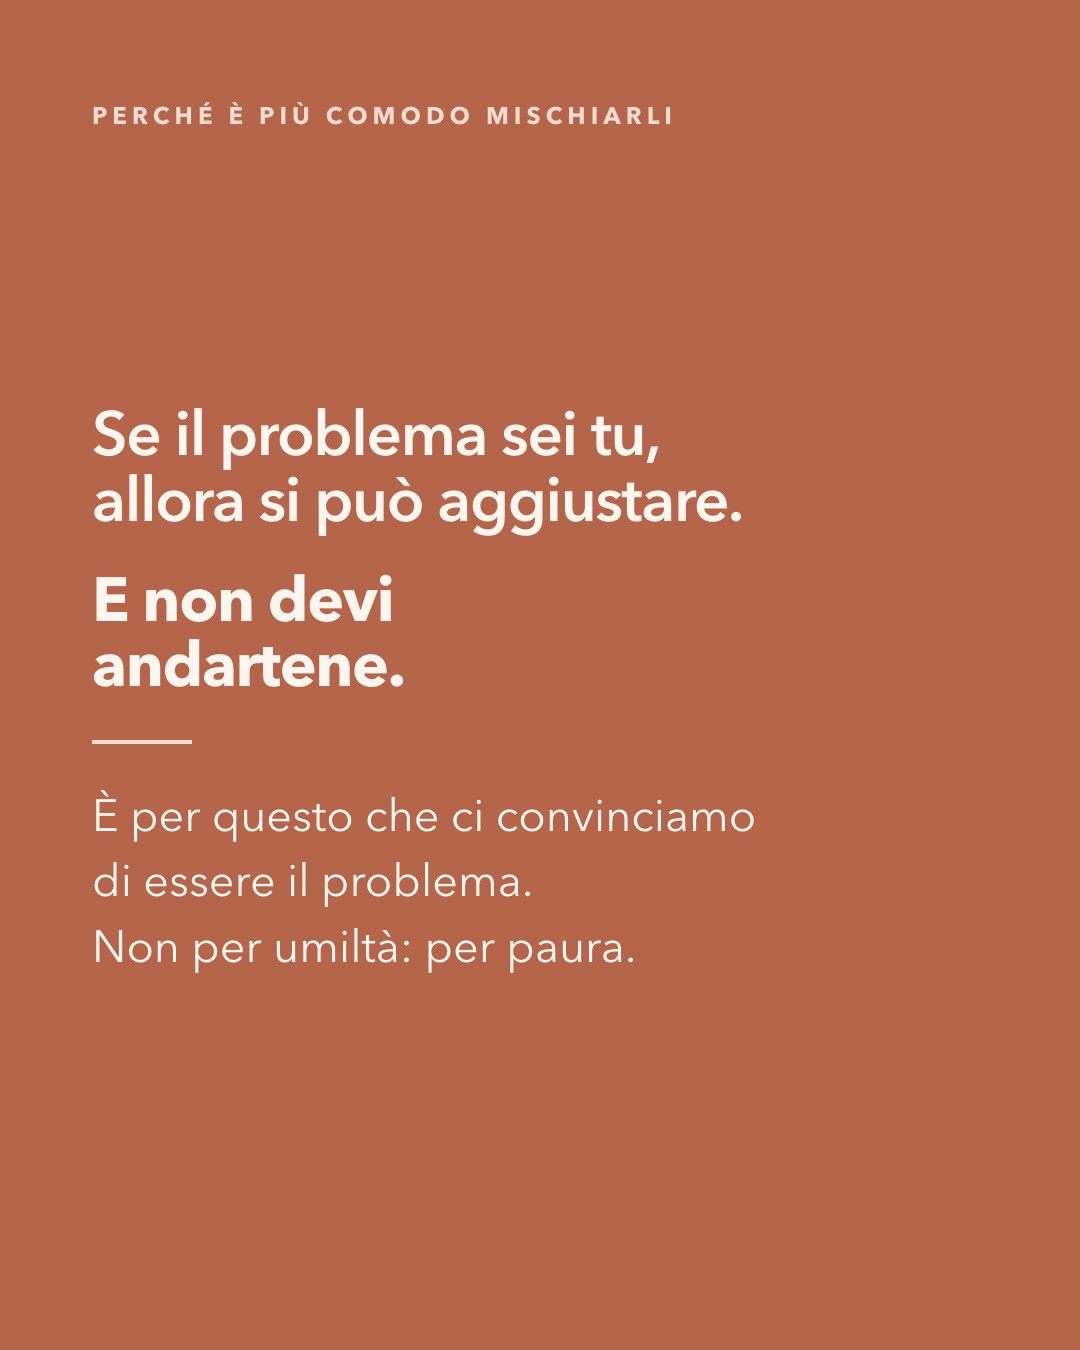 PERCHÉ È PIÙ COMODO MISCHIARLI
Se il problema sei tu,
allora si può aggiustare.
E non devi
andartene.
È per questo che ci convinciamo
di essere il problema.
Non per umiltà: per paura.